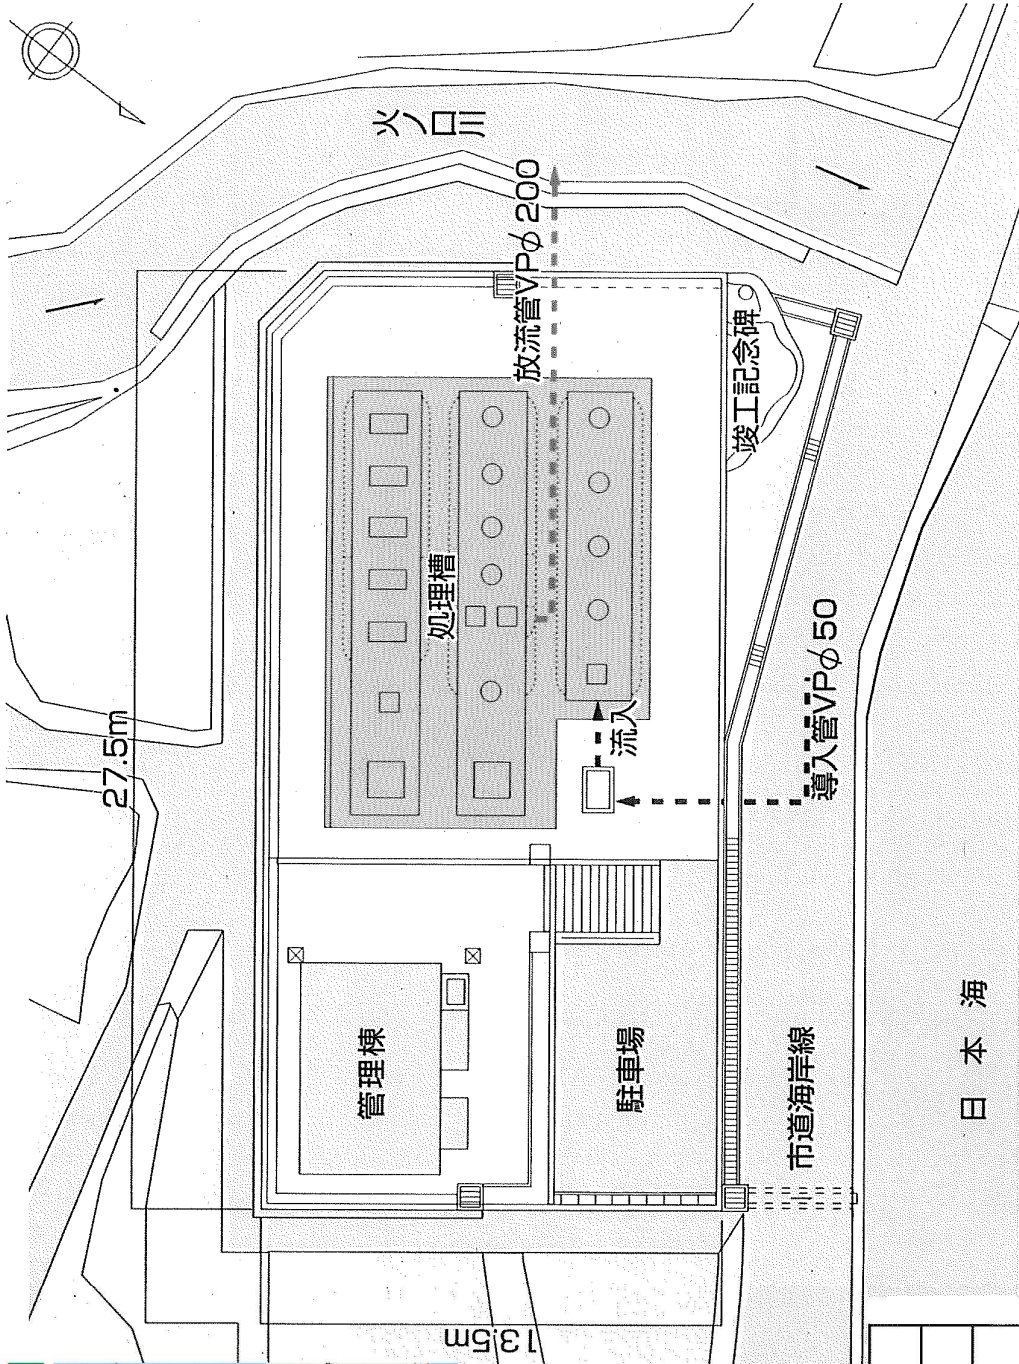 火ノ口川
放流管VPφ200
竣工記念碑
処理槽
流入
導入管VPφ50
27.5m
管理棟
駐車場
市道海岸線
日本海
13.5m